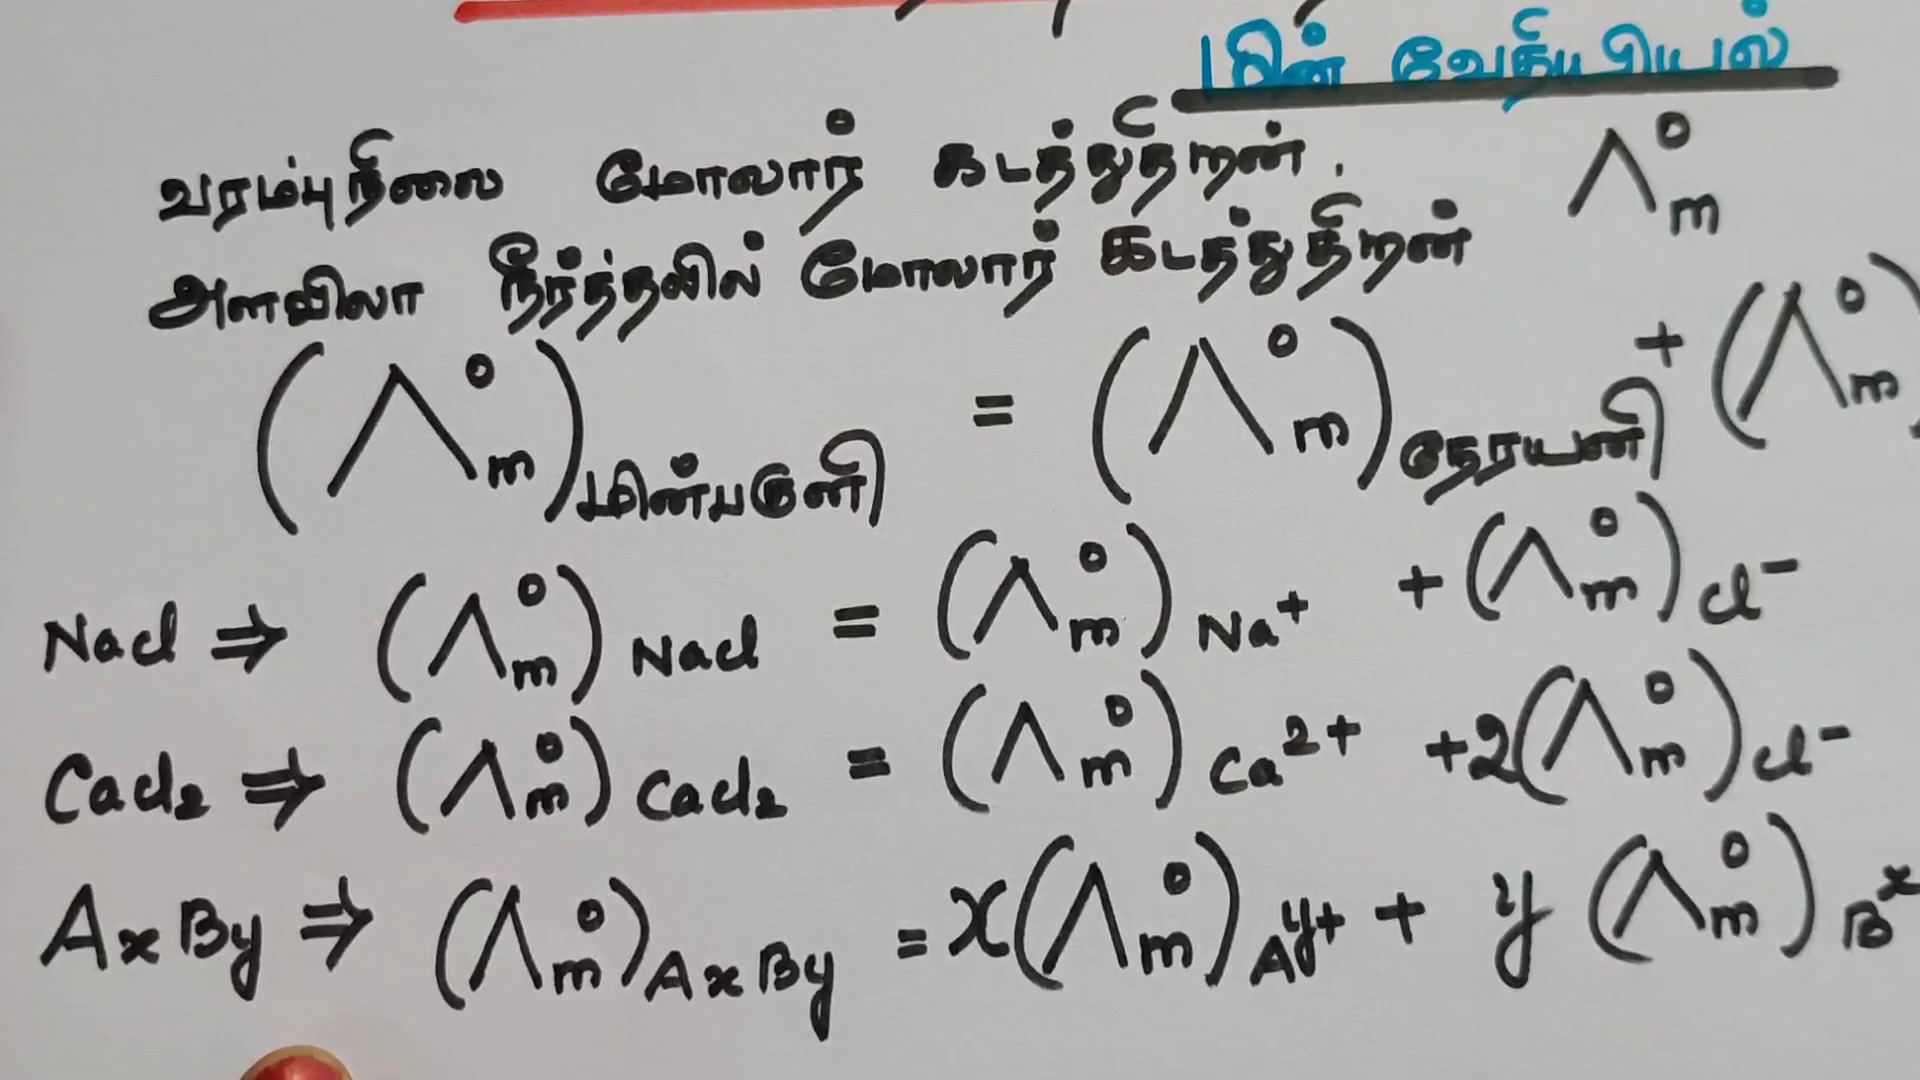 மின் வேதியியல்
வரம்புநிலை மோலார் கடத்துதிறன். Λ°m
அளவிலா நீர்த்தலில் மோலார் கடத்துதிறன்
(Λ°m)மின்பகுளி = (Λ°m)நேரயனி + (Λ°m)
NaCl ⇒ (Λ°m) NaCl = (Λ°m) Na⁺ + (Λ°m) Cl⁻
CaCl₂ ⇒ (Λ°m) CaCl₂ = (Λ°m) Ca²⁺ + 2(Λ°m) Cl⁻
AxBy ⇒ (Λ°m) AxBy = x(Λ°m) Aʸ⁺ + y (Λ°m) Bˣ